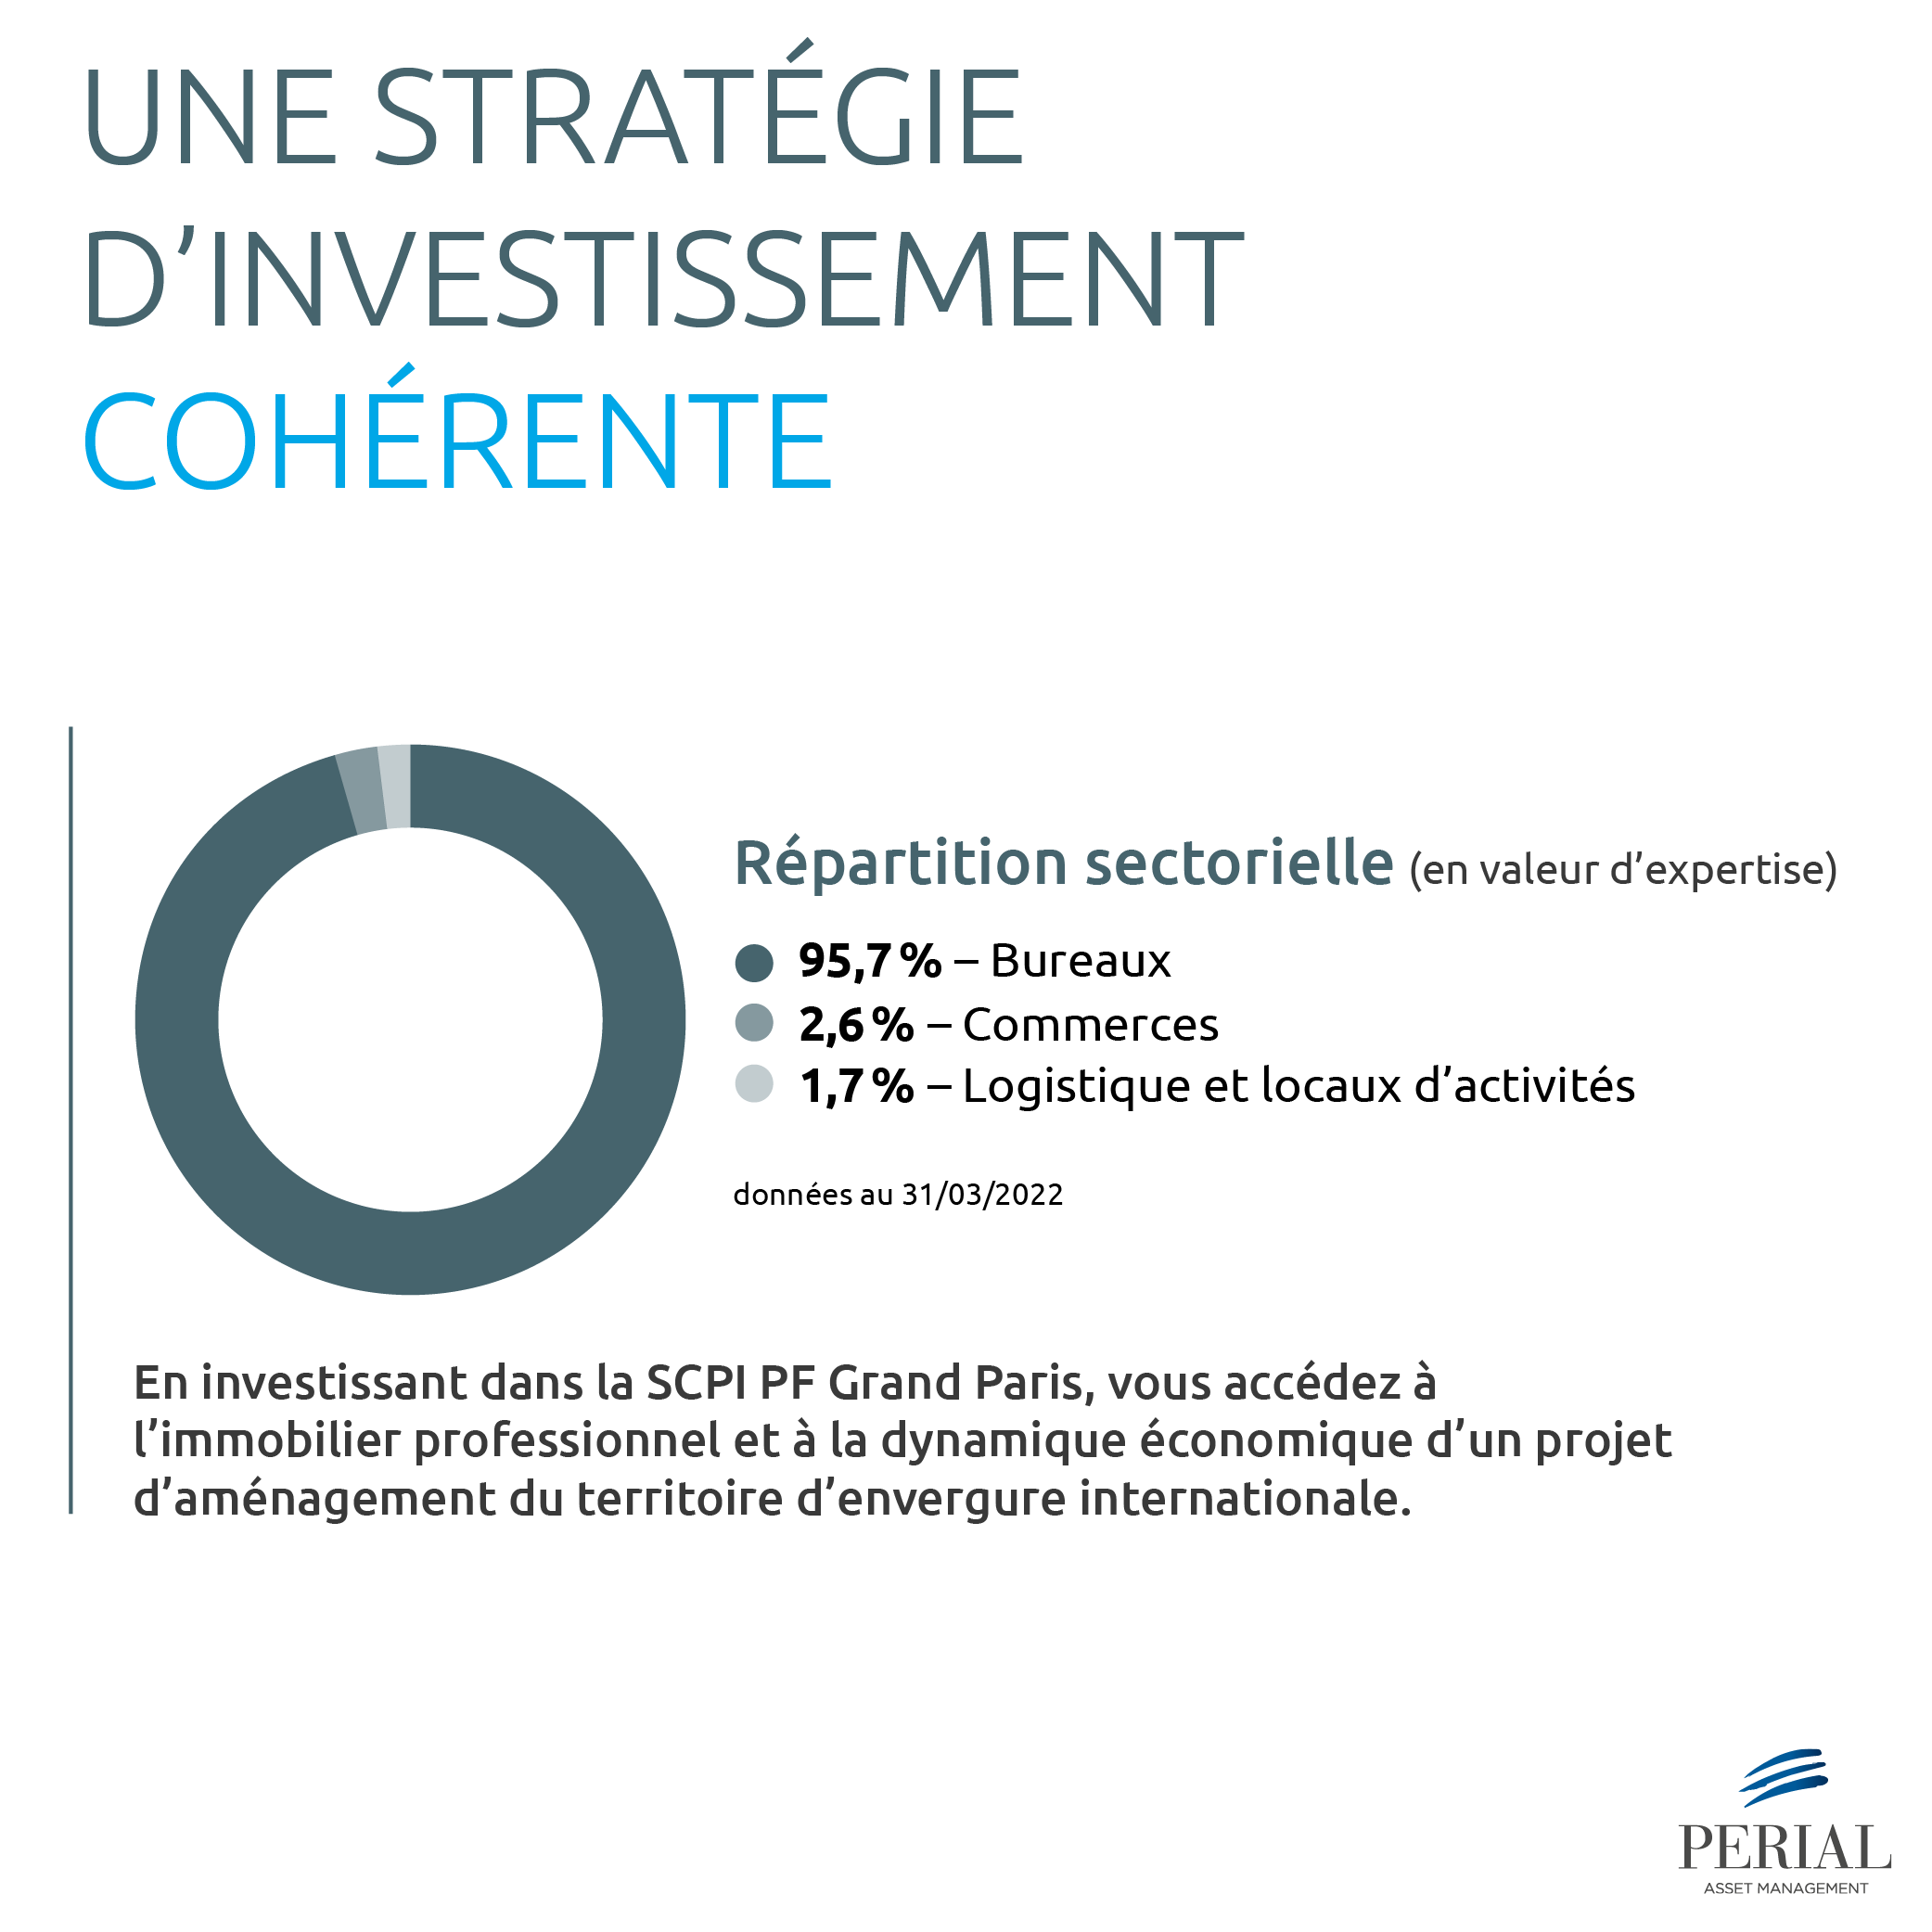 UNE STRATÉGIE
D’INVESTISSEMENT
COHÉRENTE
Répartition sectorielle (en valeur d’expertise)
95,7 % – Bureaux
2,6 % – Commerces
1,7 % – Logistique et locaux d’activités
données au 31/03/2022
En investissant dans la SCPI PF Grand Paris, vous accédez à
l’immobilier professionnel et à la dynamique économique d’un projet
d’aménagement du territoire d’envergure internationale.
PERIAL
ASSET MANAGEMENT